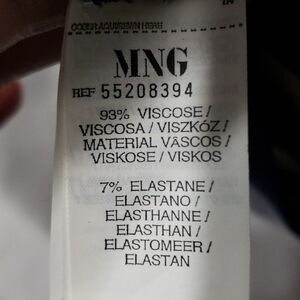 MNG
REF 55208394
93% VISCOSE /
VISCOSA / VISZKÓZ /
MATERIAL VÂSCOS /
VISKOSE / VISKOS
7% ELASTANE /
ELASTANO /
ELASTHANNE /
ELASTHAN /
ELASTOMEER /
ELASTAN